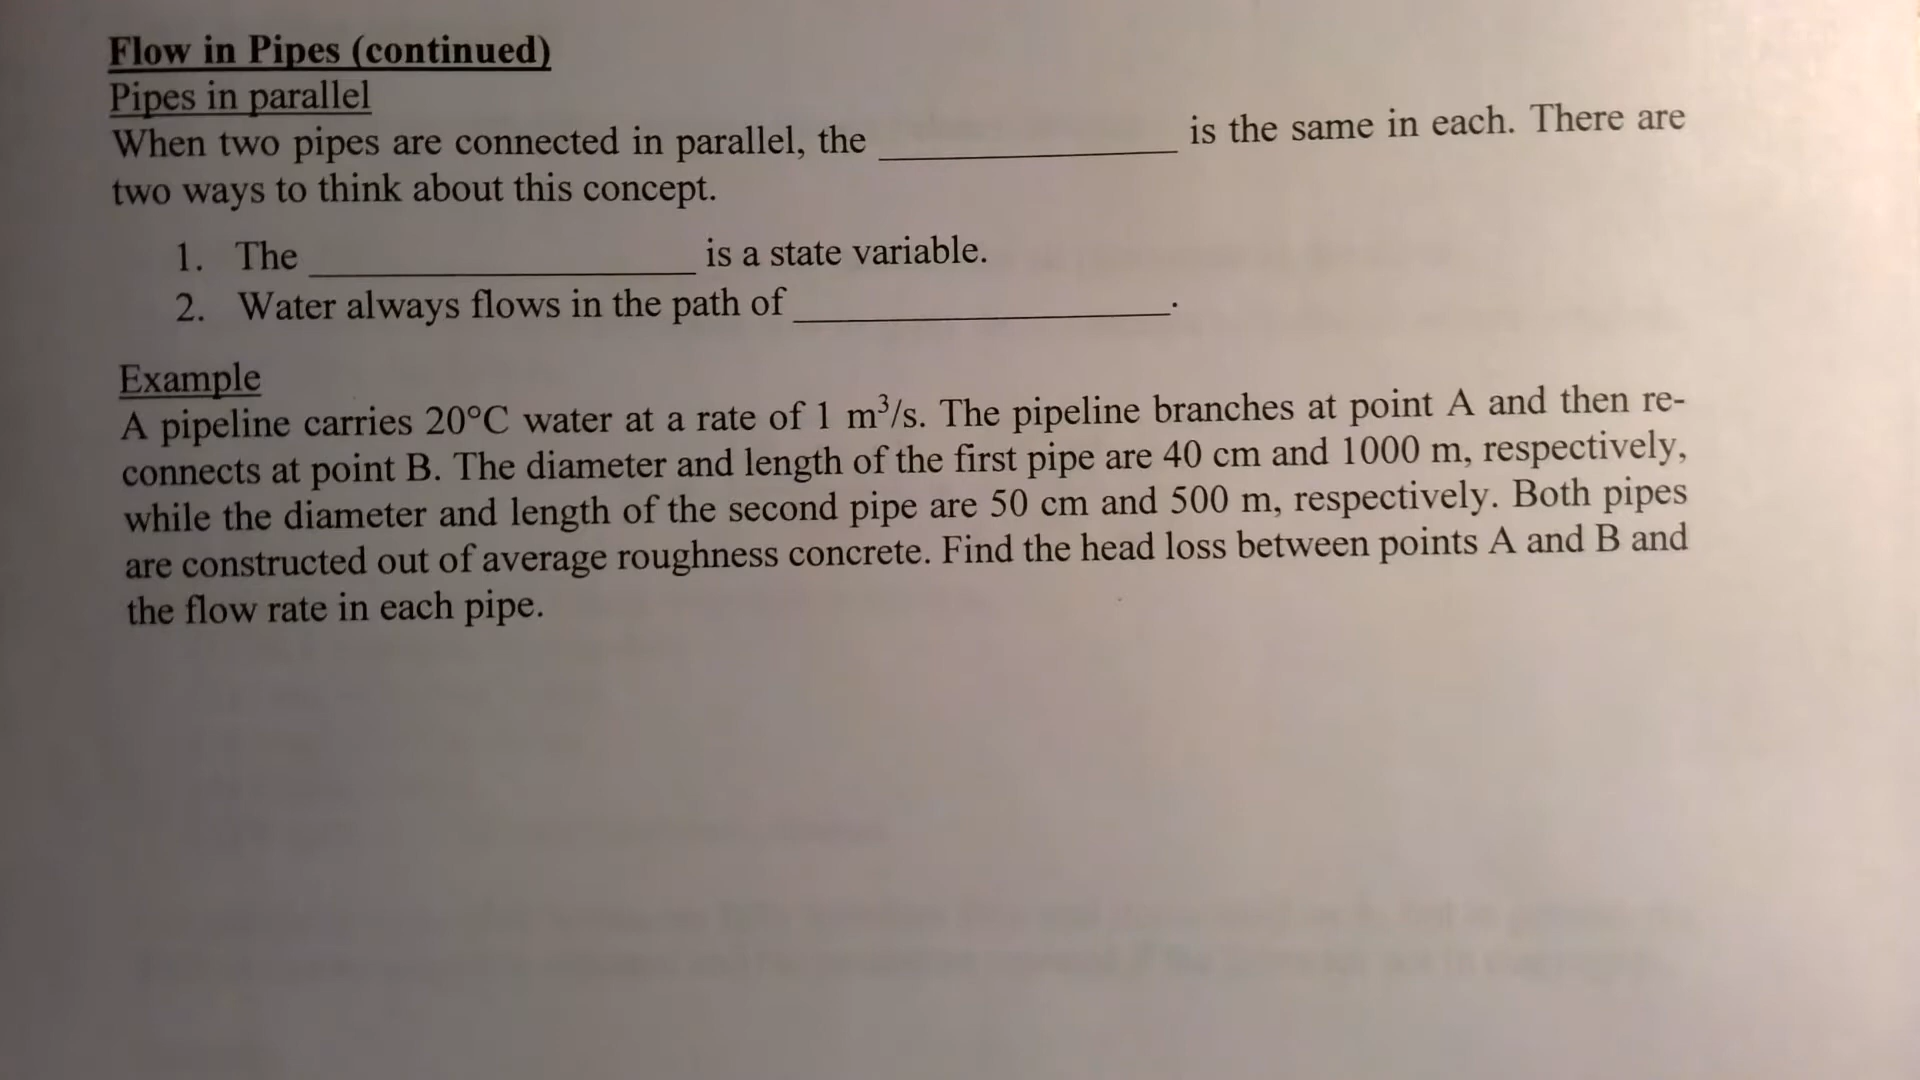 Flow in Pipes (continued)
Pipes in parallel
When two pipes are connected in parallel, the ______________ is the same in each. There are
two ways to think about this concept.
1. The __________________ is a state variable.
2. Water always flows in the path of __________________.
Example
A pipeline carries 20°C water at a rate of 1 m³/s. The pipeline branches at point A and then re-
connects at point B. The diameter and length of the first pipe are 40 cm and 1000 m, respectively,
while the diameter and length of the second pipe are 50 cm and 500 m, respectively. Both pipes
are constructed out of average roughness concrete. Find the head loss between points A and B and
the flow rate in each pipe.